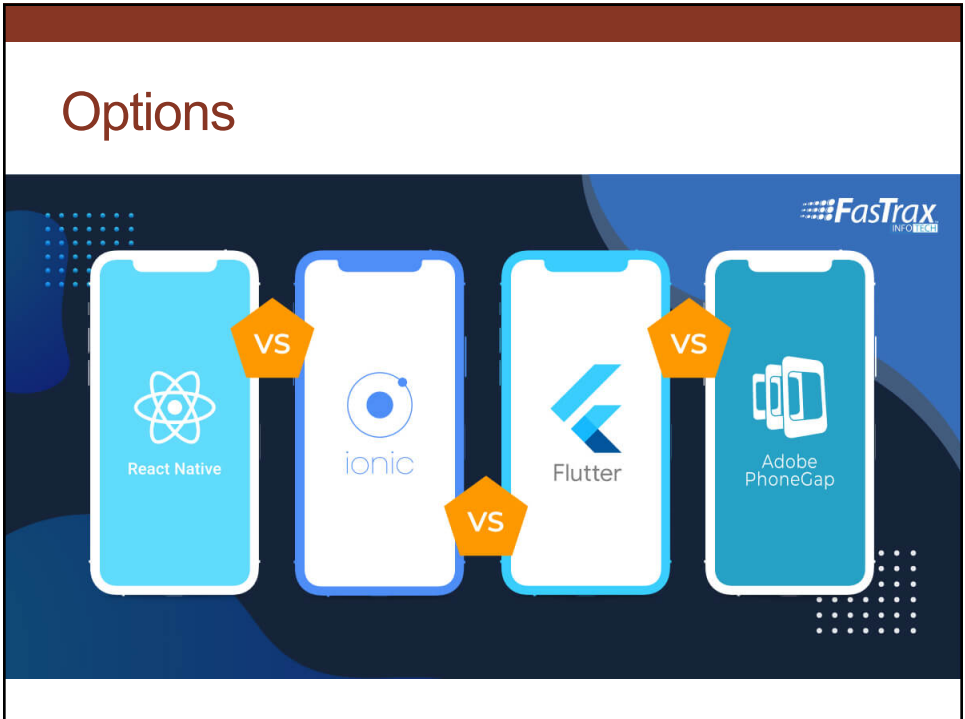 Options
FasTrax
INFOTECH
VS
VS
React Native
ionic
Flutter
Adobe
PhoneGap
VS